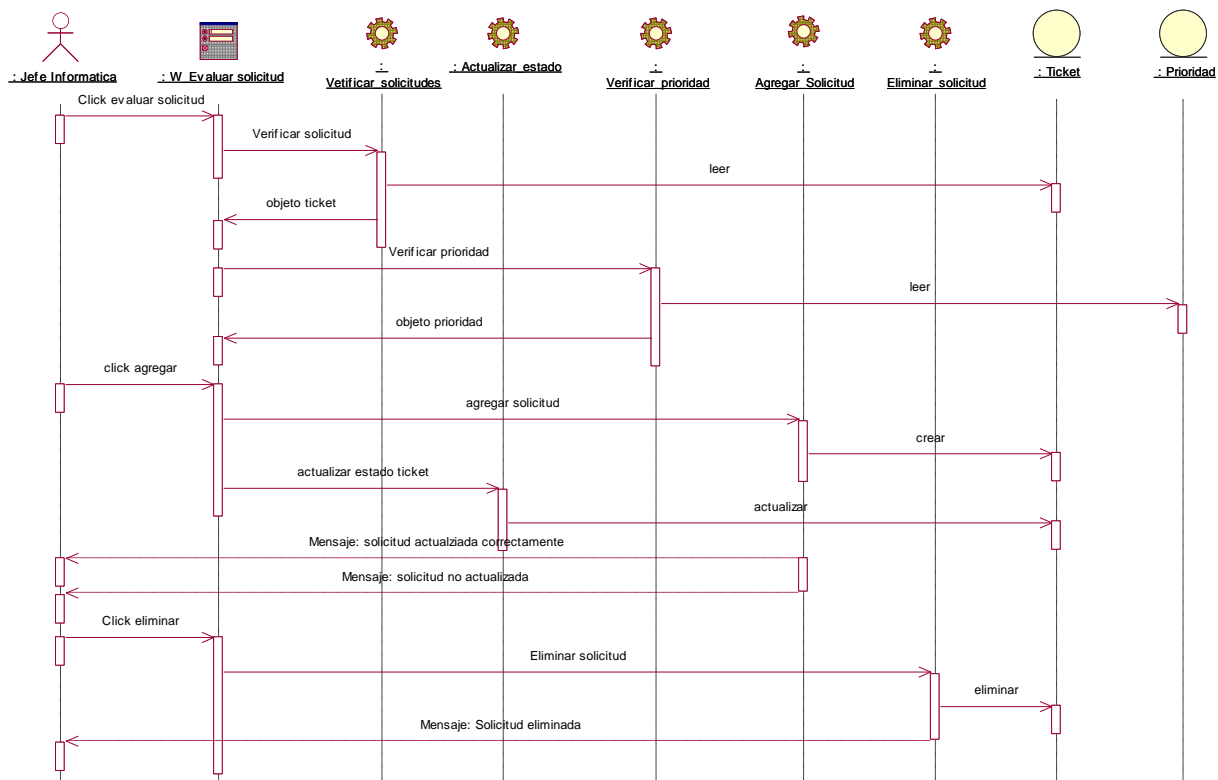 : Jefe Informatica
: W_Evaluar solicitud
:
Vetificar_solicitudes
: Actualizar_estado
:
Verificar_prioridad
:
Agregar_Solicitud
:
Eliminar_solicitud
: Ticket
: Prioridad
Click evaluar solicitud
Verificar solicitud
leer
objeto ticket
Verificar prioridad
leer
objeto prioridad
click agregar
agregar solicitud
crear
actualizar estado ticket
actualizar
Mensaje: solicitud actualziada correctamente
Mensaje: solicitud no actualizada
Click eliminar
Eliminar solicitud
eliminar
Mensaje: Solicitud eliminada